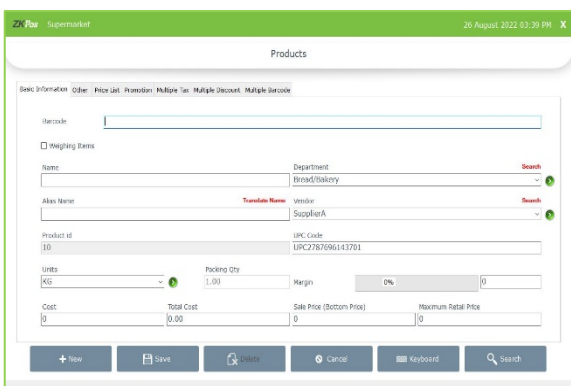 ZKPos Supermarket 26 August 2022 03:39 PM X
Products
Basic Information Other Price List Promotion Multiple Tax Multiple Discount Multiple Barcode
Barcode
Weighing Items
Name Department Search
Bread/Bakery
Alias Name Translate Name Vendor Search
SupplierA
Product id UPC Code
10 UPC2787696143701
Units Packing Qty
KG 1.00 Margin 0% 0
Cost Total Cost Sale Price (Bottom Price) Maximum Retail Price
0 0.00 0 0
+ New Save Delete Cancel Keyboard Search